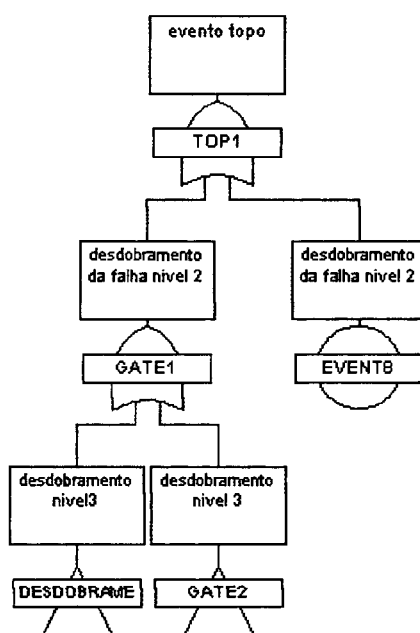 evento topo
TOP1
desdobramento
da falha nivel 2
desdobramento
da falha nivel 2
GATE1
EVENT8
desdobramento
nivel3
desdobramento
nivel 3
DESDOBRAME
GATE2